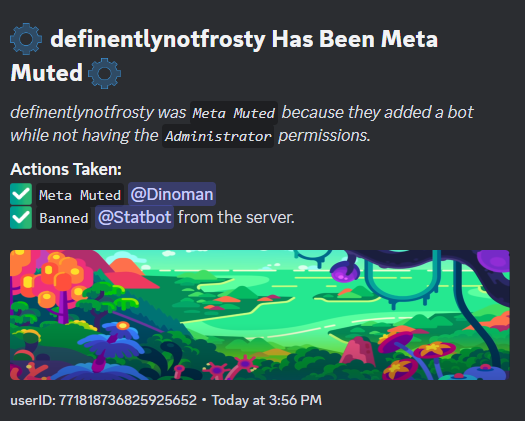 definentlynotfrosty Has Been Meta
Muted
definentlynotfrosty was Meta Muted because they added a bot
while not having the Administrator permissions.
Actions Taken:
Meta Muted @Dinoman
Banned @Statbot from the server.
userID: 771818736825925652 • Today at 3:56 PM